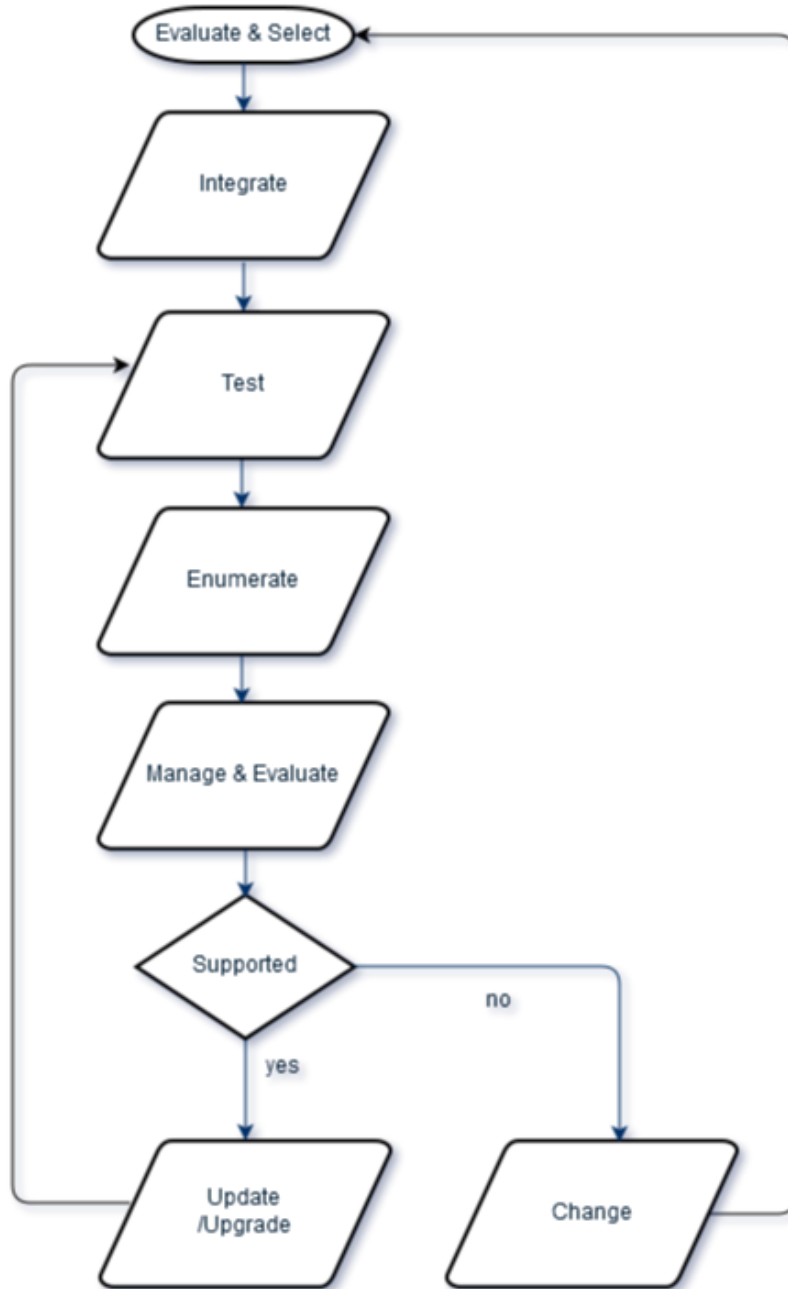 Evaluate & Select
Integrate
Test
Enumerate
Manage & Evaluate
Supported
no
yes
Update
/Upgrade
Change